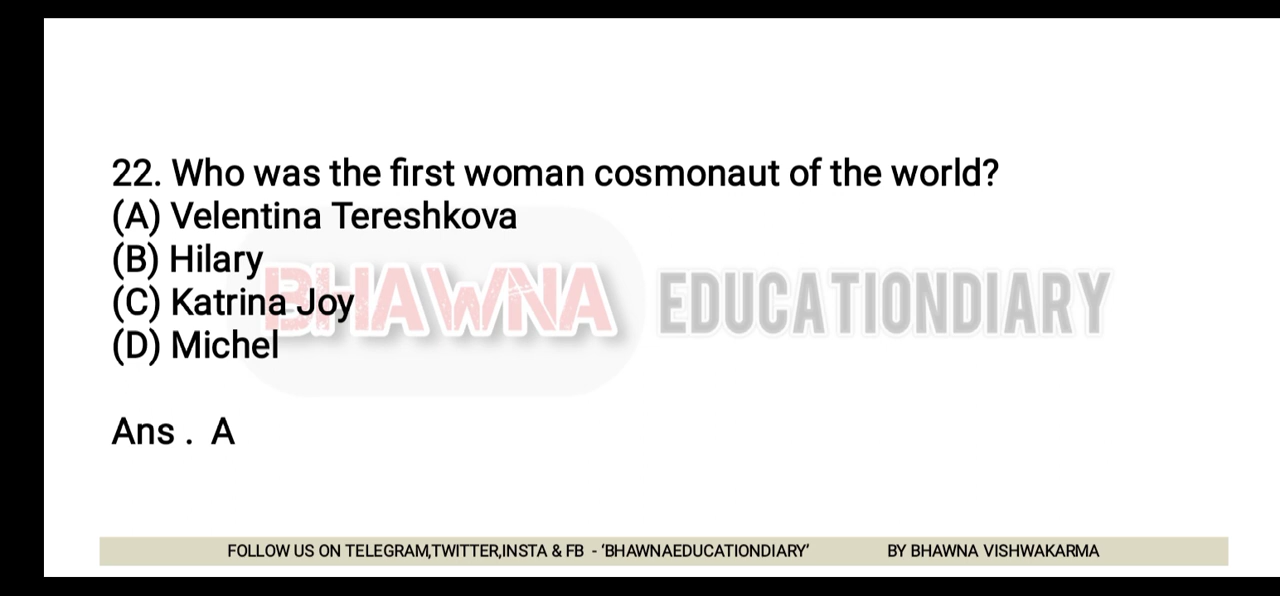 22. Who was the first woman cosmonaut of the world?
(A) Velentina Tereshkova
(B) Hilary
(C) Katrina Joy
(D) Michel
BHAWNA EDUCATIONDIARY
Ans . A
FOLLOW US ON TELEGRAM,TWITTER,INSTA & FB - 'BHAWNAEDUCATIONDIARY' BY BHAWNA VISHWAKARMA